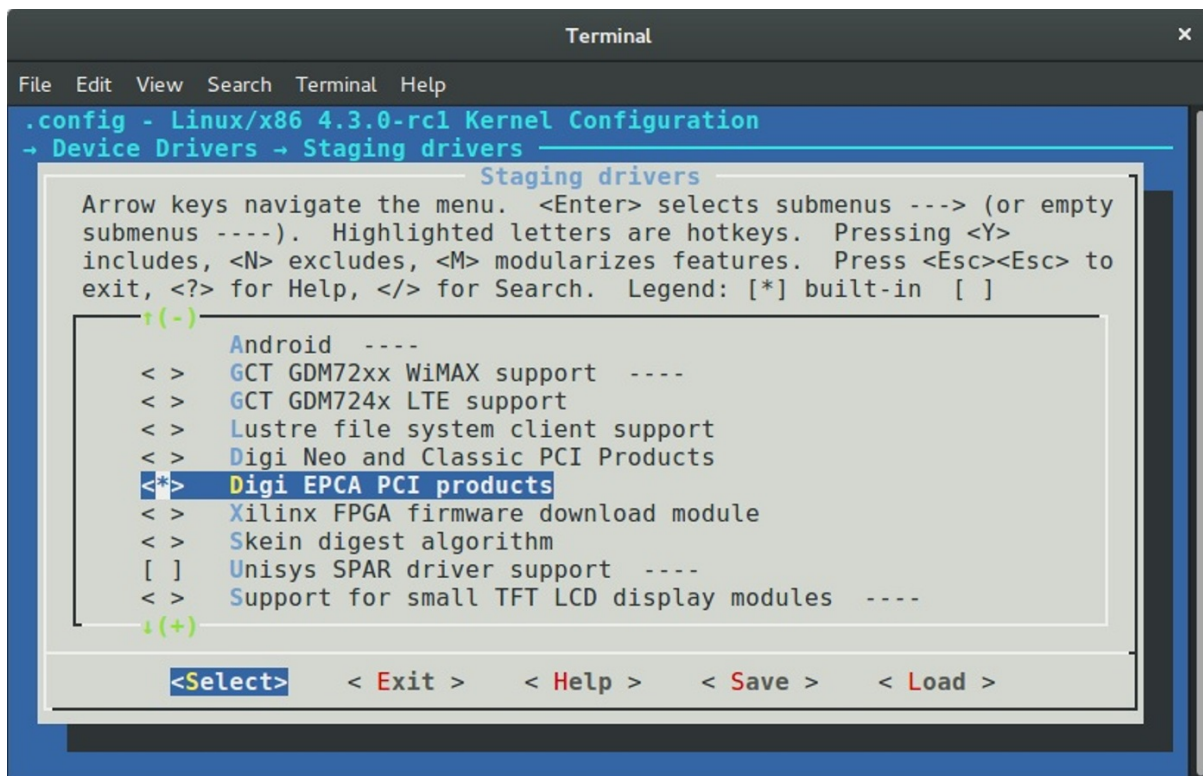 Terminal ×
File Edit View Search Terminal Help
.config - Linux/x86 4.3.0-rc1 Kernel Configuration
→ Device Drivers → Staging drivers
Staging drivers
Arrow keys navigate the menu.  <Enter> selects submenus ---> (or empty
submenus ----).  Highlighted letters are hotkeys.  Pressing <Y>
includes, <N> excludes, <M> modularizes features.  Press <Esc><Esc> to
exit, <?> for Help, </> for Search.  Legend: [*] built-in  [ ]
↑(-)
Android  ----
< >   GCT GDM72xx WiMAX support  ----
< >   GCT GDM724x LTE support
< >   Lustre file system client support
< >   Digi Neo and Classic PCI Products
<*>   Digi EPCA PCI products
< >   Xilinx FPGA firmware download module
< >   Skein digest algorithm
[ ]   Unisys SPAR driver support  ----
< >   Support for small TFT LCD display modules  ----
↓(+)
<Select>    < Exit >    < Help >    < Save >    < Load >